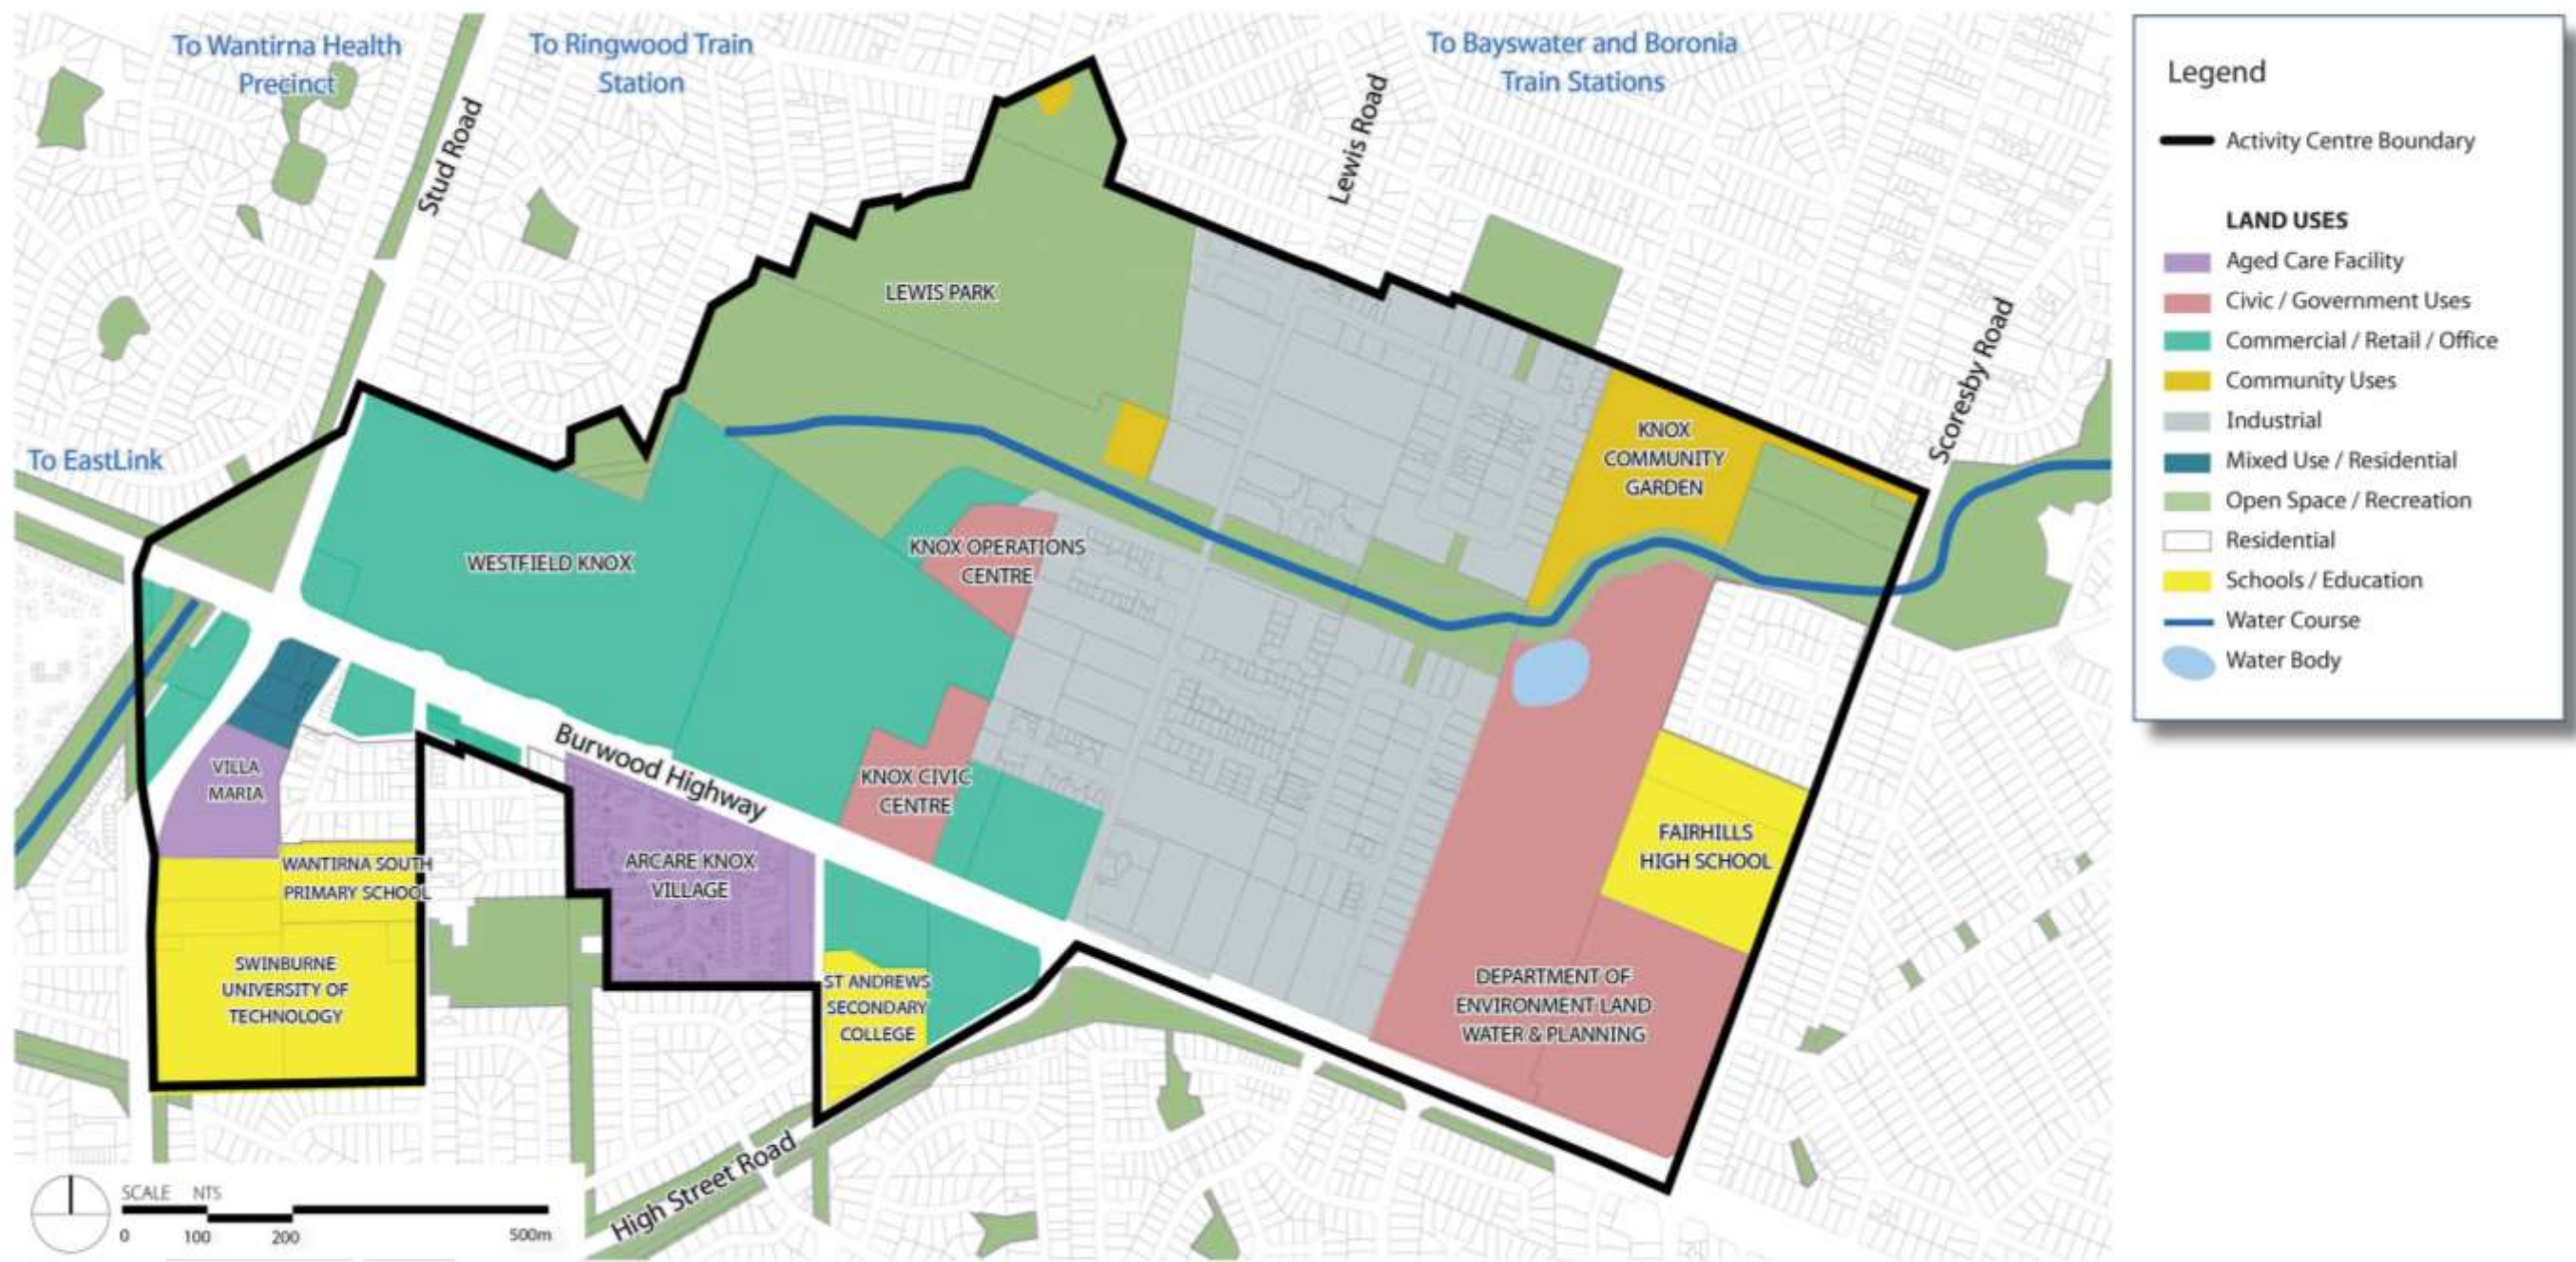 To Wantirna Health
Precinct
To Ringwood Train
Station
To Bayswater and Boronia
Train Stations
Stud Road
Lewis Road
Scoresby Road
To EastLink
LEWIS PARK
KNOX
COMMUNITY
GARDEN
WESTFIELD KNOX
KNOX OPERATIONS
CENTRE
Burwood Highway
VILLA
MARIA
KNOX CIVIC
CENTRE
ARCARE KNOX
VILLAGE
WANTIRNA SOUTH
PRIMARY SCHOOL
FAIRHILLS
HIGH SCHOOL
SWINBURNE
UNIVERSITY OF
TECHNOLOGY
ST ANDREWS
SECONDARY
COLLEGE
DEPARTMENT OF
ENVIRONMENT LAND
WATER & PLANNING
High Street Road
SCALE NTS
0 100 200 500m
Legend
Activity Centre Boundary
LAND USES
Aged Care Facility
Civic / Government Uses
Commercial / Retail / Office
Community Uses
Industrial
Mixed Use / Residential
Open Space / Recreation
Residential
Schools / Education
Water Course
Water Body